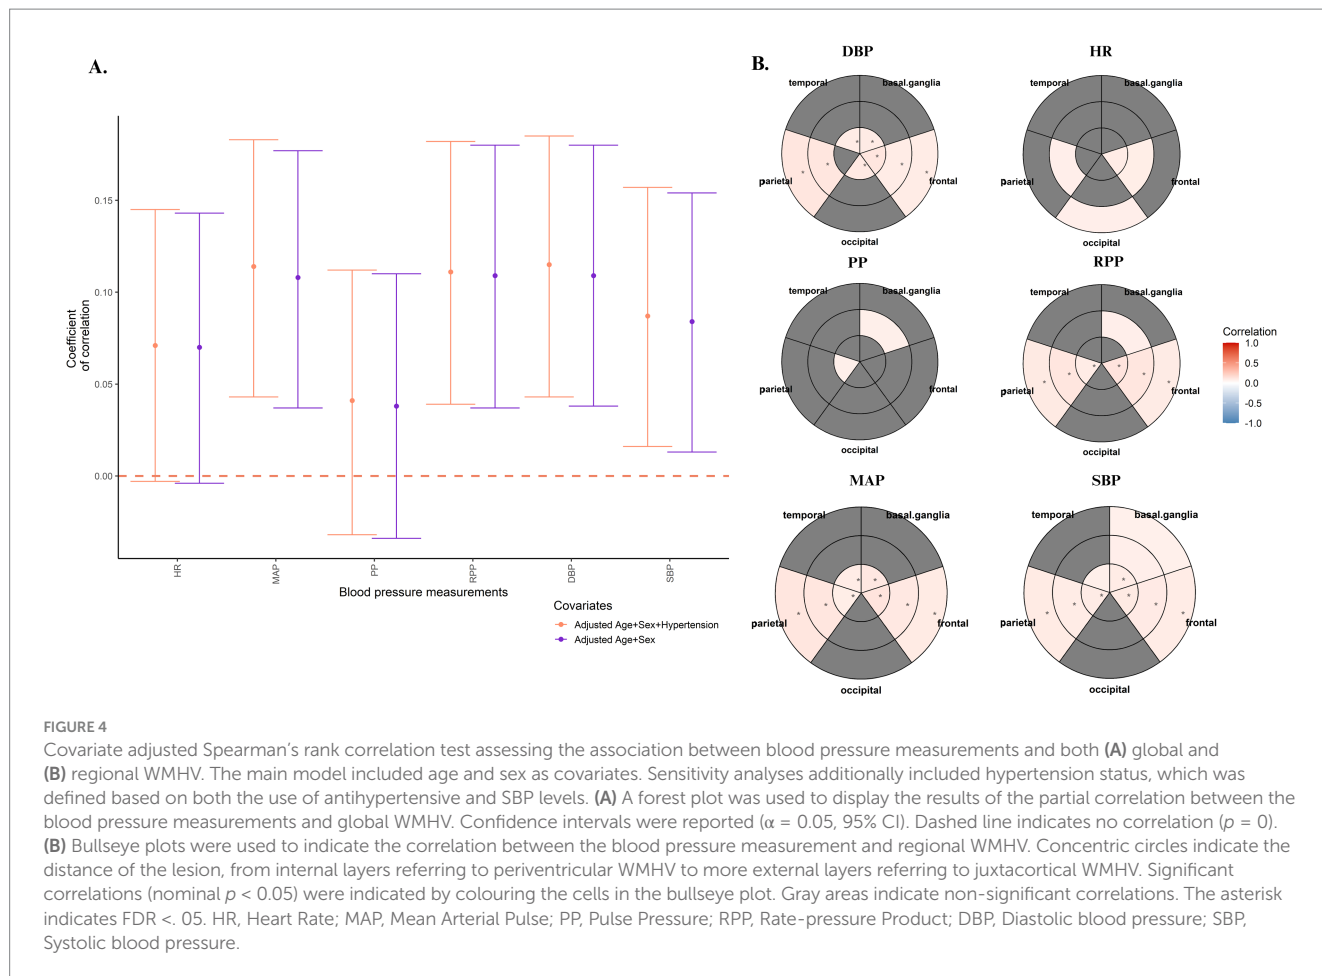 A.
Coefficient
of correlation
0.15
0.10
0.05
0.00
HR
MAP
PP
RPP
DBP
SBP
Blood pressure measurements
Covariates
Adjusted Age+Sex+Hypertension
Adjusted Age+Sex
B.
DBP
temporal
basal.ganglia
parietal
frontal
occipital
HR
temporal
basal.ganglia
parietal
frontal
occipital
PP
temporal
basal.ganglia
parietal
frontal
occipital
RPP
temporal
basal.ganglia
parietal
frontal
occipital
Correlation
1.0
0.5
0.0
-0.5
-1.0
MAP
temporal
basal.ganglia
parietal
frontal
occipital
SBP
temporal
basal.ganglia
parietal
frontal
occipital
FIGURE 4
Covariate adjusted Spearman's rank correlation test assessing the association between blood pressure measurements and both (A) global and
(B) regional WMHV. The main model included age and sex as covariates. Sensitivity analyses additionally included hypertension status, which was
defined based on both the use of antihypertensive and SBP levels. (A) A forest plot was used to display the results of the partial correlation between the
blood pressure measurements and global WMHV. Confidence intervals were reported (α = 0.05, 95% CI). Dashed line indicates no correlation (p = 0).
(B) Bullseye plots were used to indicate the correlation between the blood pressure measurement and regional WMHV. Concentric circles indicate the
distance of the lesion, from internal layers referring to periventricular WMHV to more external layers referring to juxtacortical WMHV. Significant
correlations (nominal p < 0.05) were indicated by colouring the cells in the bullseye plot. Gray areas indicate non-significant correlations. The asterisk
indicates FDR <.05. HR, Heart Rate; MAP, Mean Arterial Pulse; PP, Pulse Pressure; RPP, Rate-pressure Product; DBP, Diastolic blood pressure; SBP,
Systolic blood pressure.